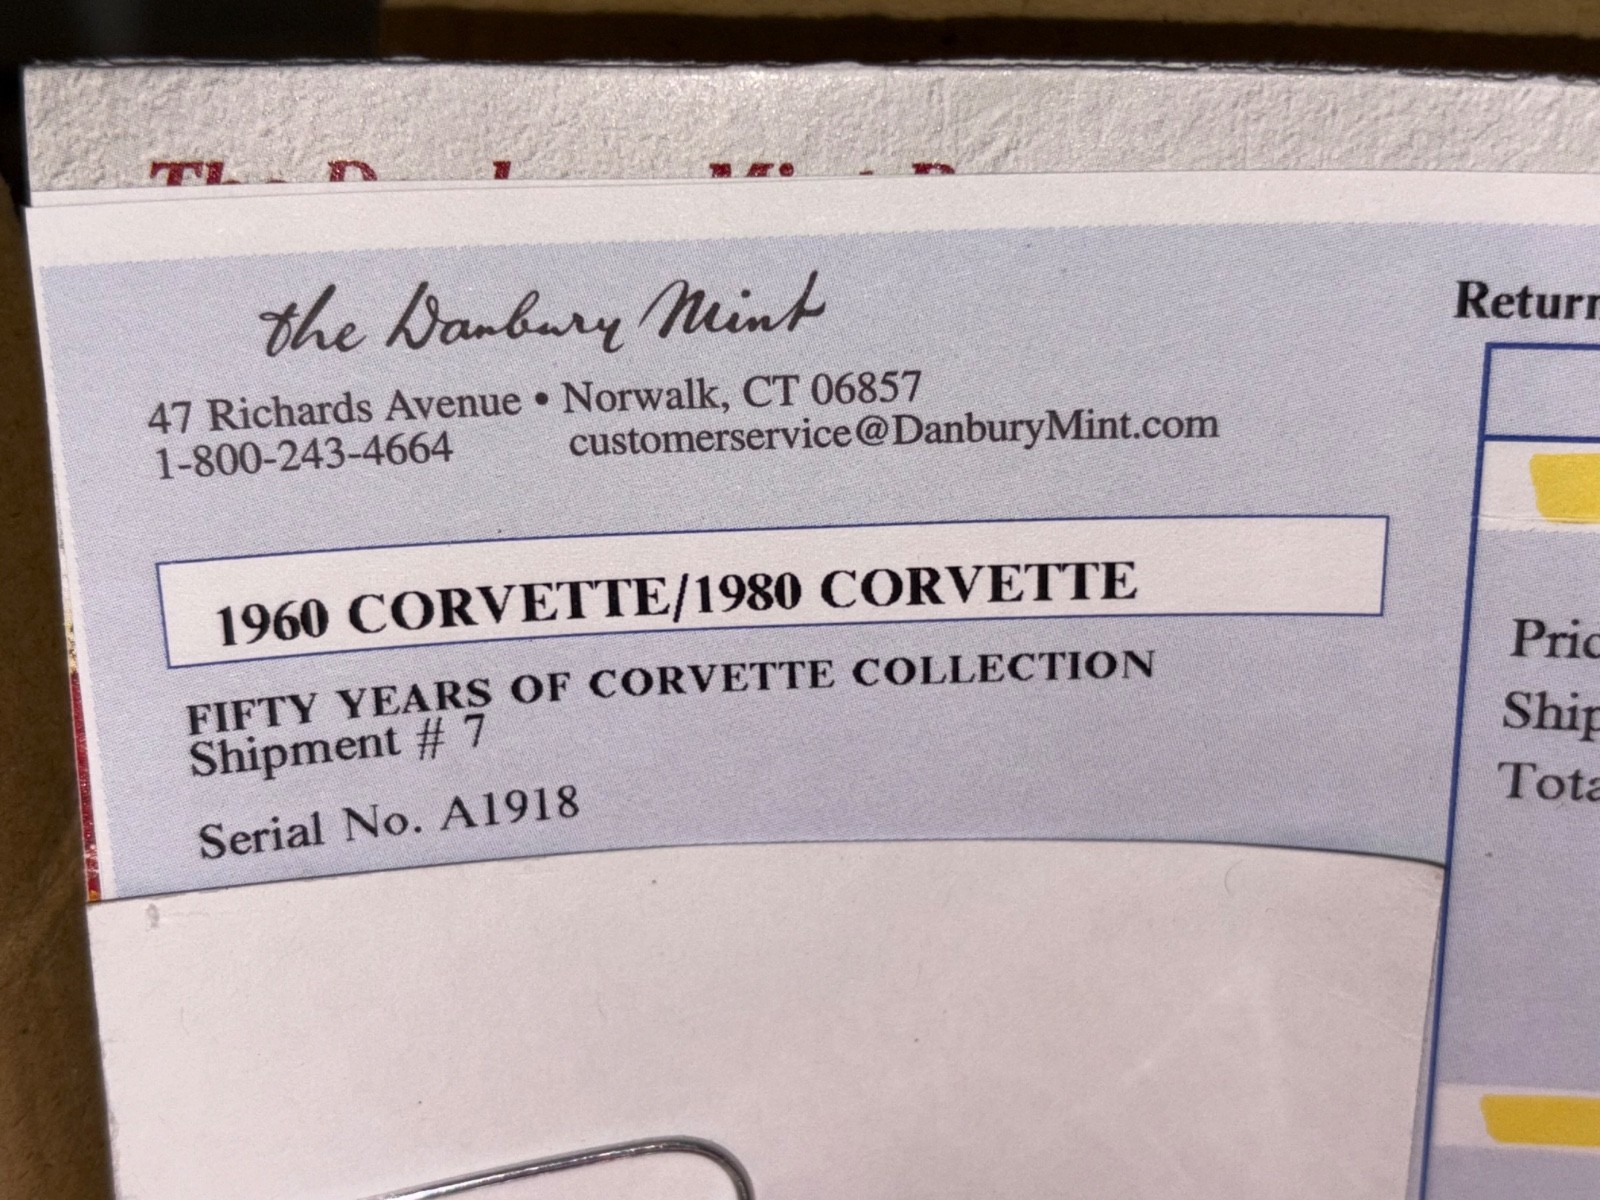 the Danbury Mint
47 Richards Avenue • Norwalk, CT 06857
1-800-243-4664 customerservice@DanburyMint.com
1960 CORVETTE/1980 CORVETTE
FIFTY YEARS OF CORVETTE COLLECTION
Shipment # 7
Serial No. A1918